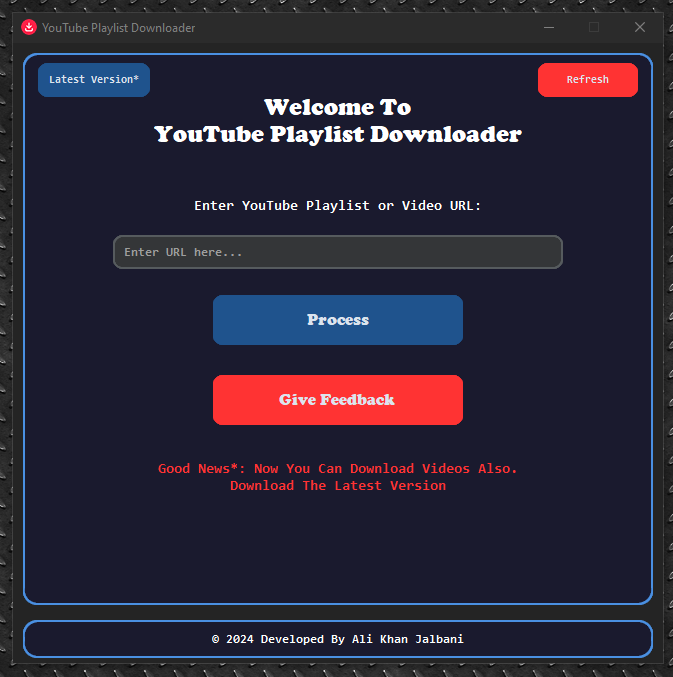 YouTube Playlist Downloader
Latest Version*
Refresh
Welcome To
YouTube Playlist Downloader
Enter YouTube Playlist or Video URL:
Enter URL here...
Process
Give Feedback
Good News*: Now You Can Download Videos Also.
Download The Latest Version
© 2024 Developed By Ali Khan Jalbani